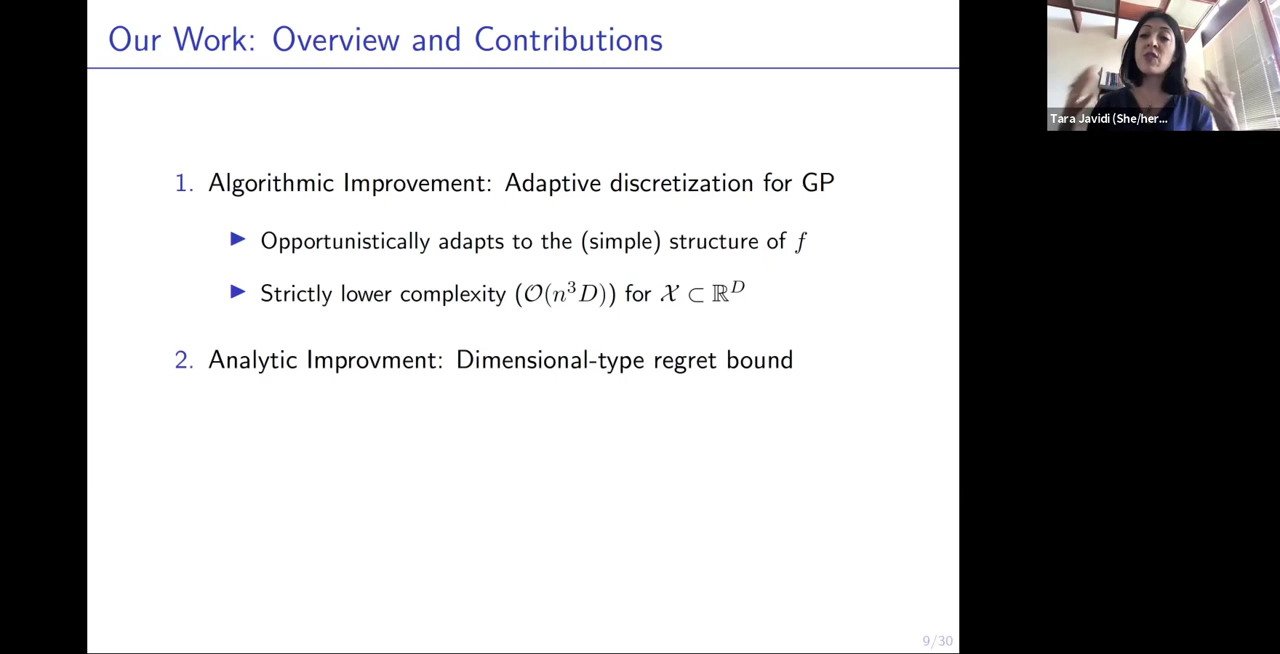 Our Work: Overview and Contributions
Tara Javidi (She/her...
1. Algorithmic Improvement: Adaptive discretization for GP
▶ Opportunistically adapts to the (simple) structure of f
▶ Strictly lower complexity (𝒪(n³D)) for 𝒳 ⊂ ℝᴰ
2. Analytic Improvment: Dimensional-type regret bound
9/30